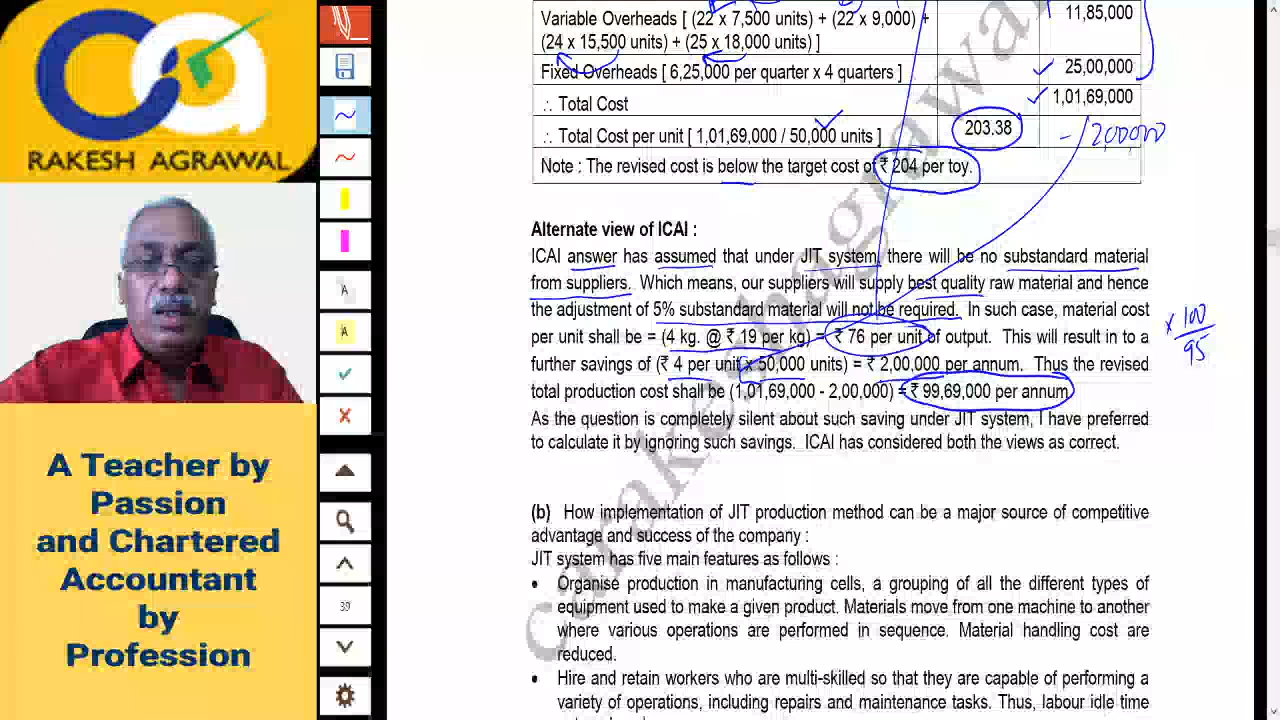 Variable Overheads [ (22 x 7,500 units) + (22 x 9,000) + 11,85,000
(24 x 15,500 units) + (25 x 18,000 units) ]
Fixed Overheads [ 6,25,000 per quarter x 4 quarters ] 25,00,000
∴ Total Cost 1,01,69,000
∴ Total Cost per unit [ 1,01,69,000 / 50,000 units ] 203.38 - 200000
Note : The revised cost is below the target cost of ₹ 204 per toy.
Alternate view of ICAI :
ICAI answer has assumed that under JIT system, there will be no substandard material
from suppliers. Which means, our suppliers will supply best quality raw material and hence
the adjustment of 5% substandard material will not be required. In such case, material cost
per unit shall be = (4 kg. @ ₹ 19 per kg) = ₹ 76 per unit of output. This will result in to a
further savings of (₹ 4 per unit x 50,000 units) = ₹ 2,00,000 per annum. Thus the revised
total production cost shall be (1,01,69,000 - 2,00,000) = ₹ 99,69,000 per annum
As the question is completely silent about such saving under JIT system, I have preferred
to calculate it by ignoring such savings. ICAI has considered both the views as correct.
x 100
95
(b) How implementation of JIT production method can be a major source of competitive
advantage and success of the company :
JIT system has five main features as follows :
• Organise production in manufacturing cells, a grouping of all the different types of
equipment used to make a given product. Materials move from one machine to another
where various operations are performed in sequence. Material handling cost are
reduced.
• Hire and retain workers who are multi-skilled so that they are capable of performing a
variety of operations, including repairs and maintenance tasks. Thus, labour idle time
ca
RAKESH AGRAWAL
A Teacher by
Passion
and Chartered
Accountant
by
Profession
A
A
39
carakeshagrawal